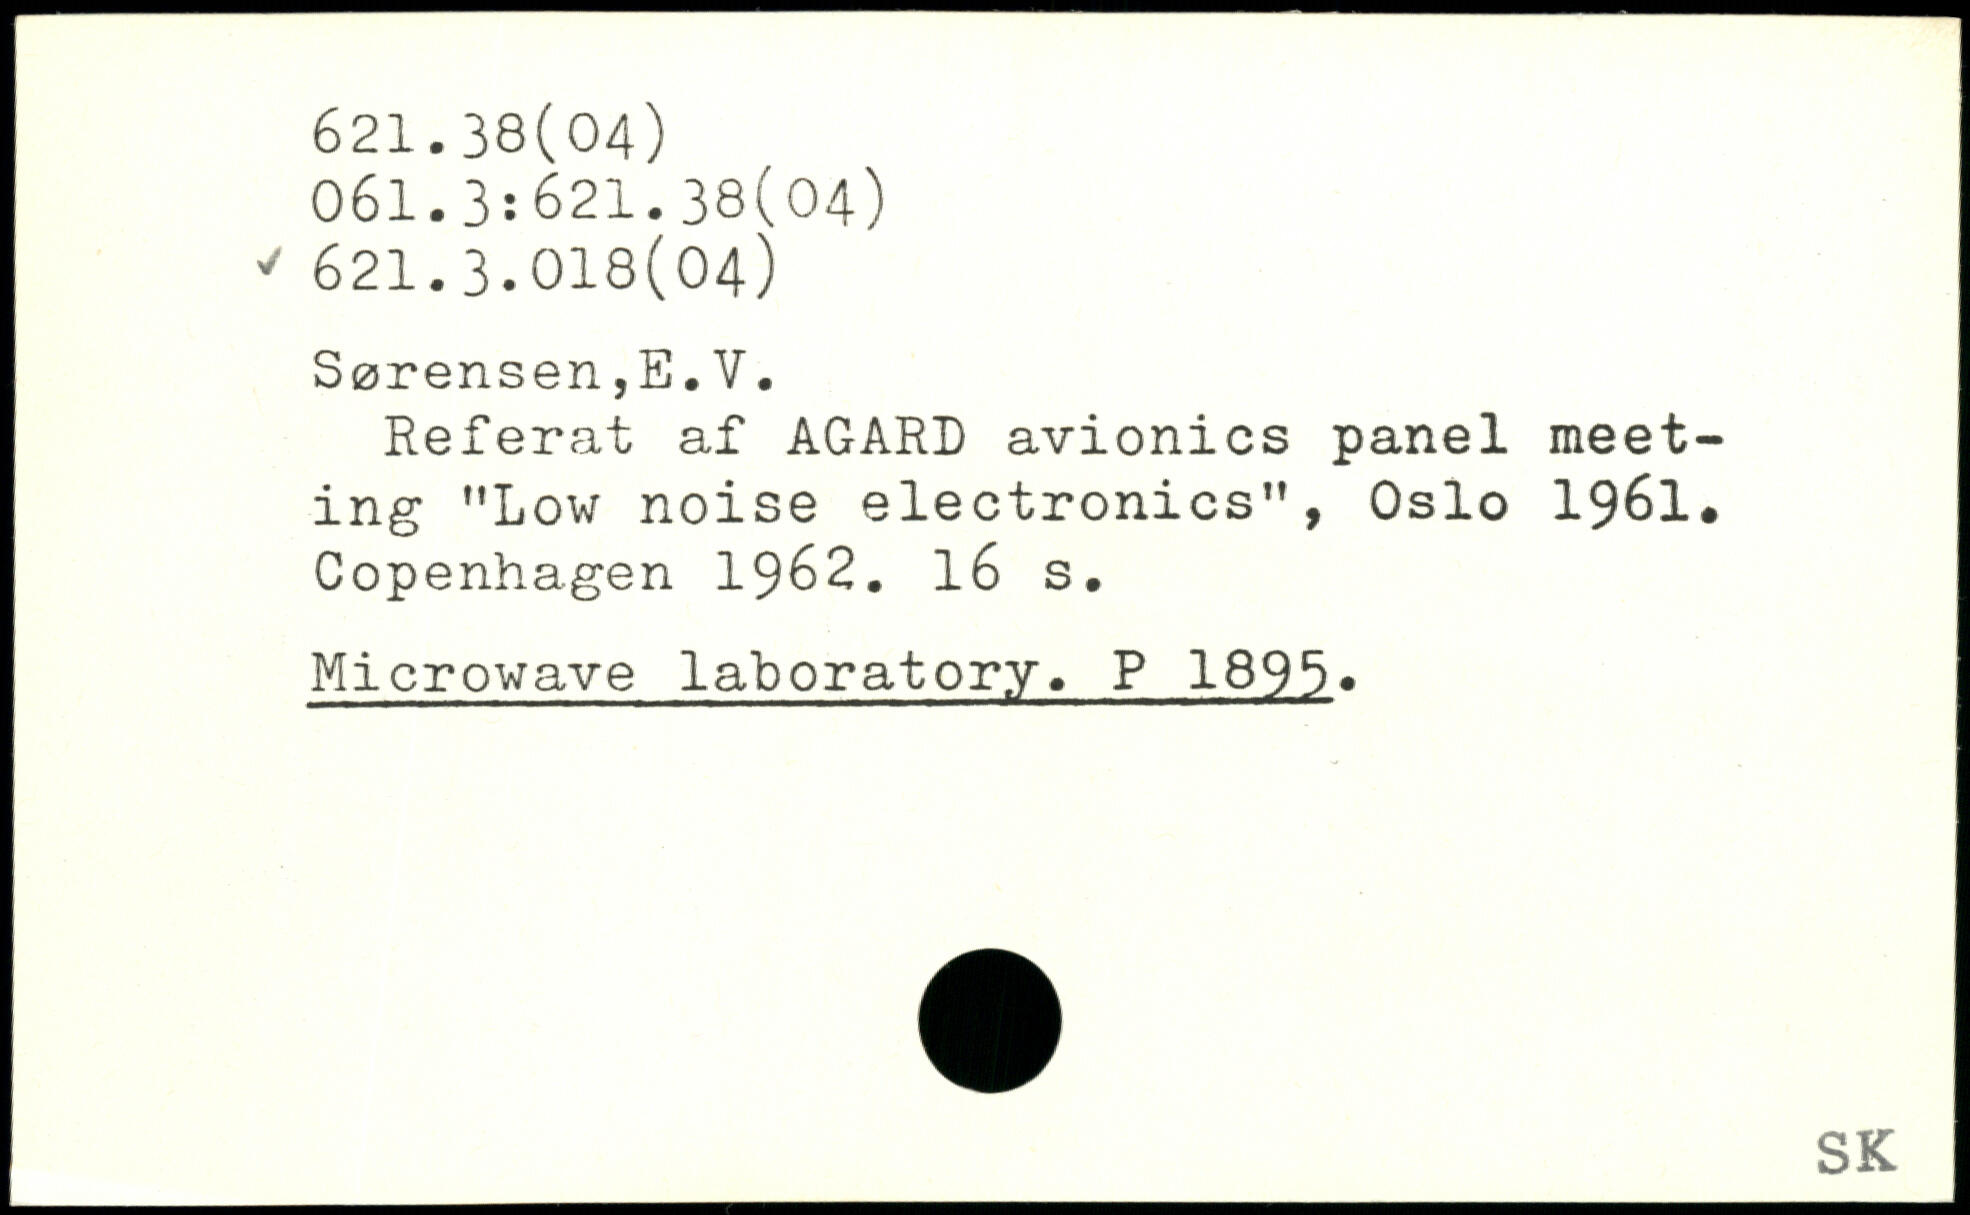 621.38(04)
061.3:621.38(04)
✓ 621.3.018(04)
Sørensen,E.V.
Referat af AGARD avionics panel meet-
ing "Low noise electronics", Oslo 1961.
Copenhagen 1962. 16 s.
Microwave laboratory. P 1895.
SK